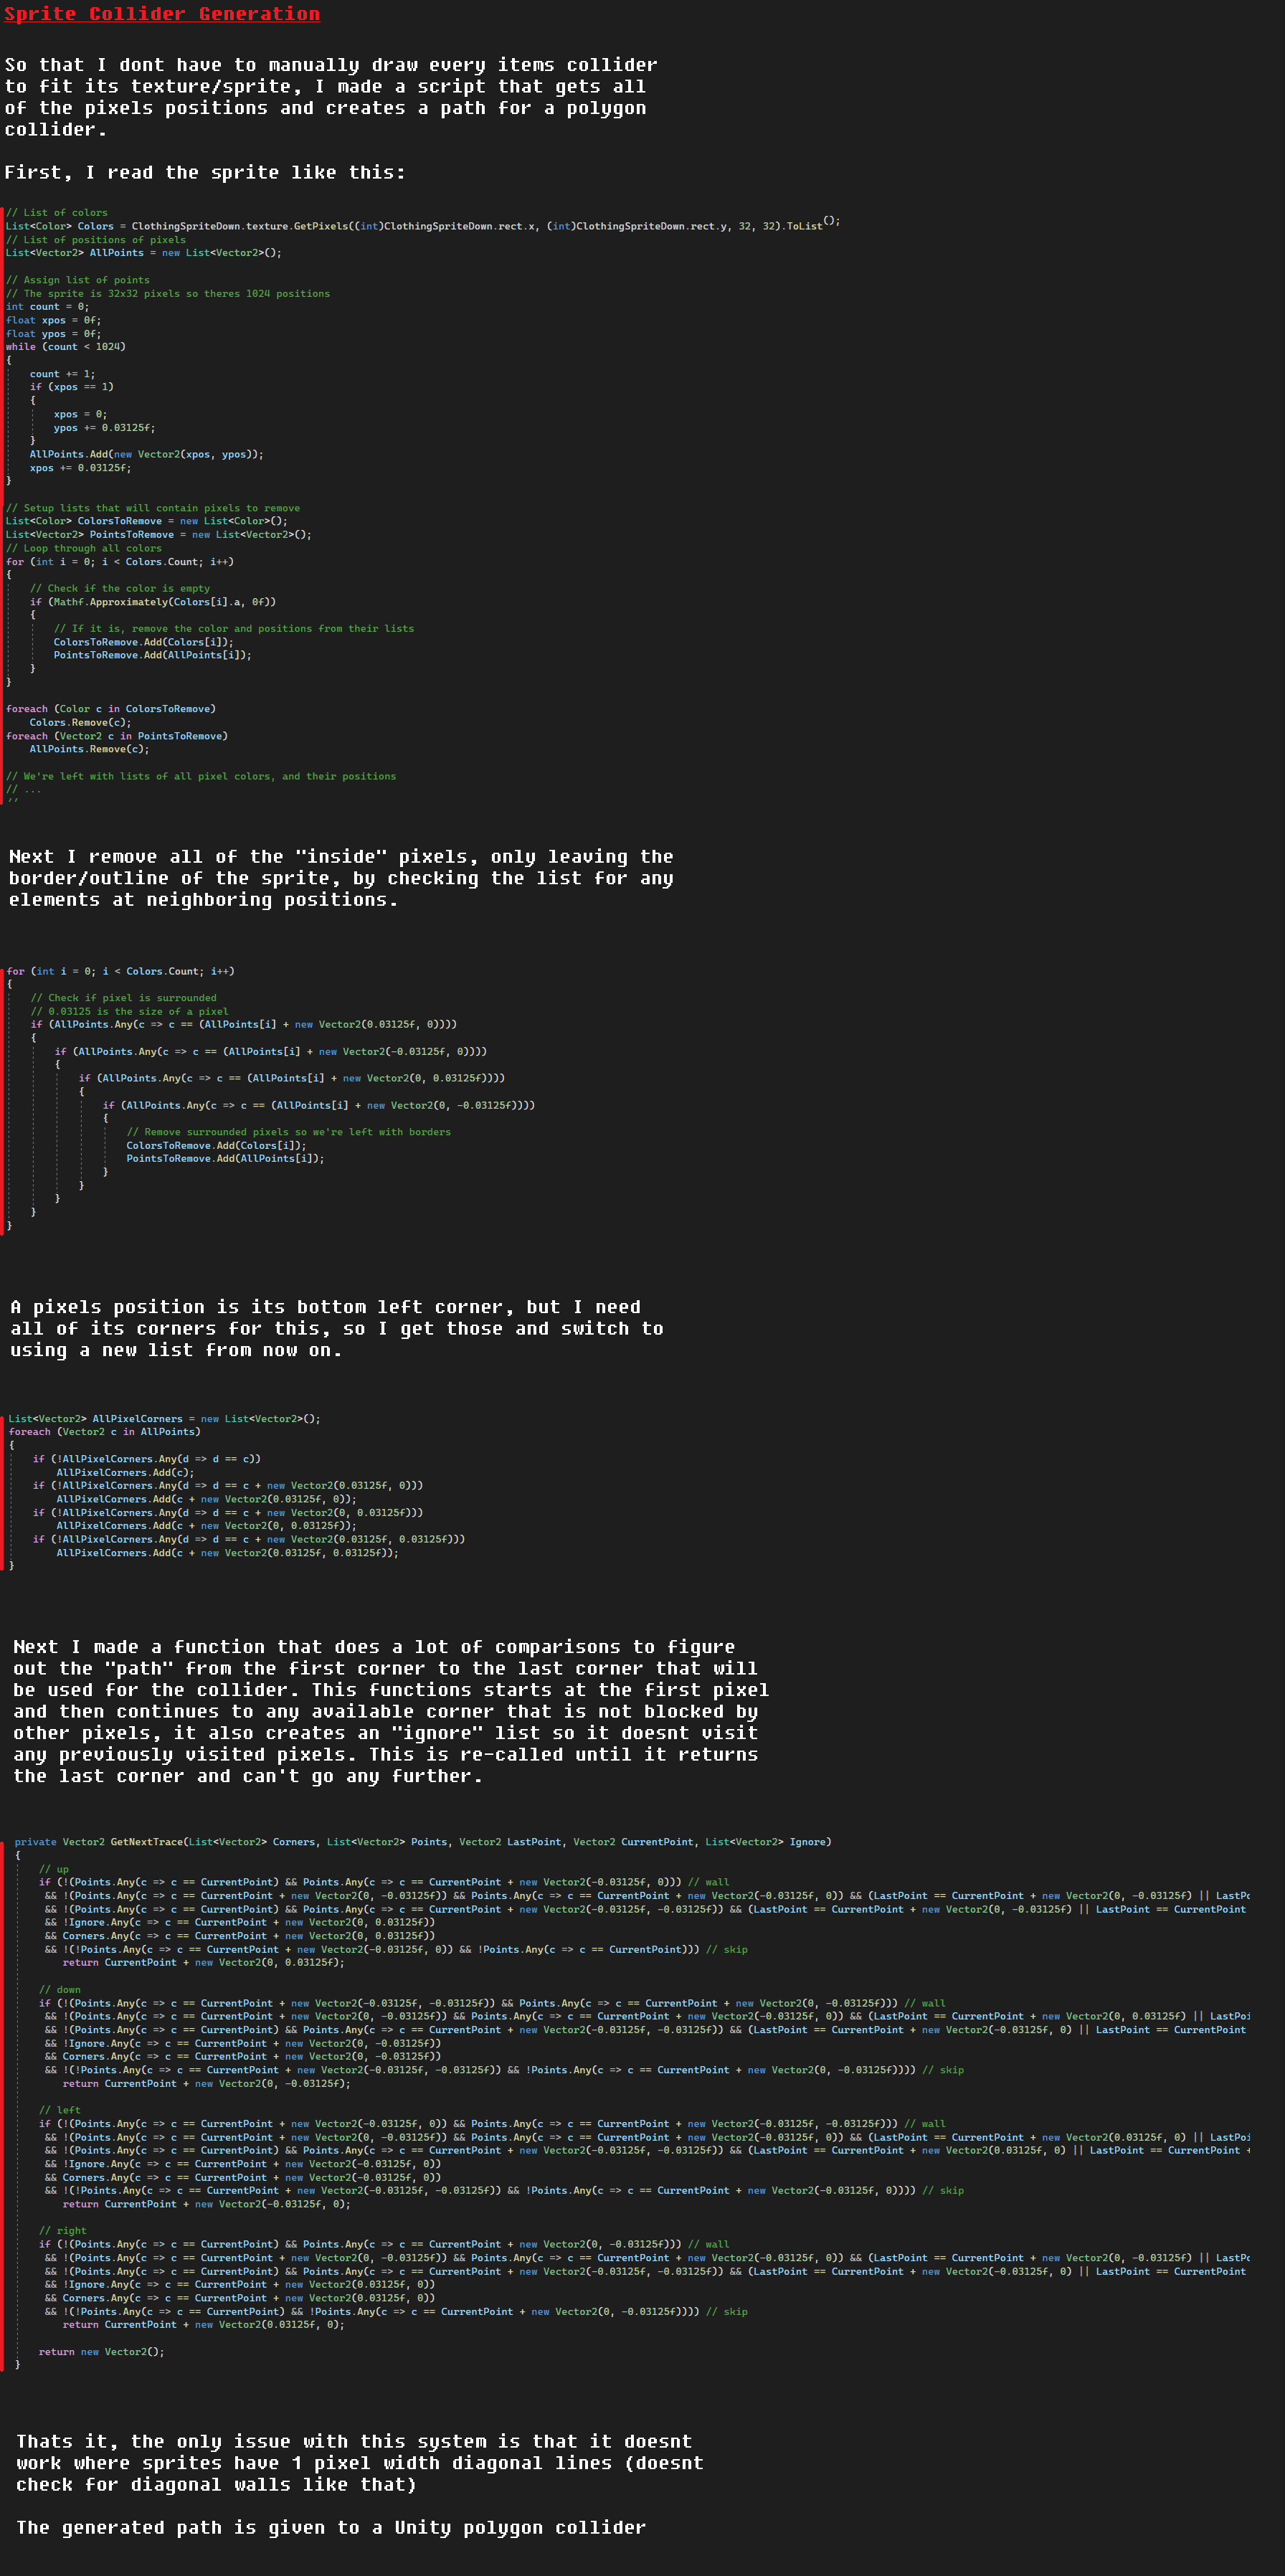 Sprite Collider Generation
So that I dont have to manually draw every items collider
to fit its texture/sprite, I made a script that gets all
of the pixels positions and creates a path for a polygon
collider.
First, I read the sprite like this:
// List of colors
List<Color> Colors = ClothingSpriteDown.texture.GetPixels((int)ClothingSpriteDown.rect.x, (int)ClothingSpriteDown.rect.y, 32, 32).ToList();
// List of positions of pixels
List<Vector2> AllPoints = new List<Vector2>();
// Assign list of points
// The sprite is 32x32 pixels so theres 1024 positions
int count = 0;
float xpos = 0f;
float ypos = 0f;
while (count < 1024)
{
count += 1;
if (xpos == 1)
{
xpos = 0;
ypos += 0.03125f;
}
AllPoints.Add(new Vector2(xpos, ypos));
xpos += 0.03125f;
}
// Setup lists that will contain pixels to remove
List<Color> ColorsToRemove = new List<Color>();
List<Vector2> PointsToRemove = new List<Vector2>();
// Loop through all colors
for (int i = 0; i < Colors.Count; i++)
{
// Check if the color is empty
if (Mathf.Approximately(Colors[i].a, 0f))
{
// If it is, remove the color and positions from their lists
ColorsToRemove.Add(Colors[i]);
PointsToRemove.Add(AllPoints[i]);
}
}
foreach (Color c in ColorsToRemove)
Colors.Remove(c);
foreach (Vector2 c in PointsToRemove)
AllPoints.Remove(c);
// We're left with lists of all pixel colors, and their positions
// ...
Next I remove all of the "inside" pixels, only leaving the
border/outline of the sprite, by checking the list for any
elements at neighboring positions.
for (int i = 0; i < Colors.Count; i++)
{
// Check if pixel is surrounded
// 0.03125 is the size of a pixel
if (AllPoints.Any(c => c == (AllPoints[i] + new Vector2(0.03125f, 0))))
{
if (AllPoints.Any(c => c == (AllPoints[i] + new Vector2(-0.03125f, 0))))
{
if (AllPoints.Any(c => c == (AllPoints[i] + new Vector2(0, 0.03125f))))
{
if (AllPoints.Any(c => c == (AllPoints[i] + new Vector2(0, -0.03125f))))
{
// Remove surrounded pixels so we're left with borders
ColorsToRemove.Add(Colors[i]);
PointsToRemove.Add(AllPoints[i]);
}
}
}
}
}
A pixels position is its bottom left corner, but I need
all of its corners for this, so I get those and switch to
using a new list from now on.
List<Vector2> AllPixelCorners = new List<Vector2>();
foreach (Vector2 c in AllPoints)
{
if (!AllPixelCorners.Any(d => d == c))
AllPixelCorners.Add(c);
if (!AllPixelCorners.Any(d => d == c + new Vector2(0.03125f, 0)))
AllPixelCorners.Add(c + new Vector2(0.03125f, 0));
if (!AllPixelCorners.Any(d => d == c + new Vector2(0, 0.03125f)))
AllPixelCorners.Add(c + new Vector2(0, 0.03125f));
if (!AllPixelCorners.Any(d => d == c + new Vector2(0.03125f, 0.03125f)))
AllPixelCorners.Add(c + new Vector2(0.03125f, 0.03125f));
}
Next I made a function that does a lot of comparisons to figure
out the "path" from the first corner to the last corner that will
be used for the collider. This functions starts at the first pixel
and then continues to any available corner that is not blocked by
other pixels, it also creates an "ignore" list so it doesnt visit
any previously visited pixels. This is re-called until it returns
the last corner and can't go any further.
private Vector2 GetNextTrace(List<Vector2> Corners, List<Vector2> Points, Vector2 LastPoint, Vector2 CurrentPoint, List<Vector2> Ignore)
{
// up
if (!(Points.Any(c => c == CurrentPoint) && Points.Any(c => c == CurrentPoint + new Vector2(-0.03125f, 0))) // wall
&& !(Points.Any(c => c == CurrentPoint + new Vector2(0, -0.03125f)) && Points.Any(c => c == CurrentPoint + new Vector2(-0.03125f, 0)) && (LastPoint == CurrentPoint + new Vector2(0, -0.03125f) || LastPo
&& !(Points.Any(c => c == CurrentPoint) && Points.Any(c => c == CurrentPoint + new Vector2(-0.03125f, -0.03125f)) && (LastPoint == CurrentPoint + new Vector2(0, -0.03125f) || LastPoint == CurrentPoint
&& !Ignore.Any(c => c == CurrentPoint + new Vector2(0, 0.03125f))
&& Corners.Any(c => c == CurrentPoint + new Vector2(0, 0.03125f))
&& !(!Points.Any(c => c == CurrentPoint + new Vector2(-0.03125f, 0)) && !Points.Any(c => c == CurrentPoint))) // skip
return CurrentPoint + new Vector2(0, 0.03125f);
// down
if (!(Points.Any(c => c == CurrentPoint + new Vector2(-0.03125f, -0.03125f)) && Points.Any(c => c == CurrentPoint + new Vector2(0, -0.03125f))) // wall
&& !(Points.Any(c => c == CurrentPoint + new Vector2(0, -0.03125f)) && Points.Any(c => c == CurrentPoint + new Vector2(-0.03125f, 0)) && (LastPoint == CurrentPoint + new Vector2(0, 0.03125f) || LastPoi
&& !(Points.Any(c => c == CurrentPoint) && Points.Any(c => c == CurrentPoint + new Vector2(-0.03125f, -0.03125f)) && (LastPoint == CurrentPoint + new Vector2(-0.03125f, 0) || LastPoint == CurrentPoint
&& !Ignore.Any(c => c == CurrentPoint + new Vector2(0, -0.03125f))
&& Corners.Any(c => c == CurrentPoint + new Vector2(0, -0.03125f))
&& !(!Points.Any(c => c == CurrentPoint + new Vector2(-0.03125f, -0.03125f)) && !Points.Any(c => c == CurrentPoint + new Vector2(0, -0.03125f)))) // skip
return CurrentPoint + new Vector2(0, -0.03125f);
// left
if (!(Points.Any(c => c == CurrentPoint + new Vector2(-0.03125f, 0)) && Points.Any(c => c == CurrentPoint + new Vector2(-0.03125f, -0.03125f))) // wall
&& !(Points.Any(c => c == CurrentPoint + new Vector2(0, -0.03125f)) && Points.Any(c => c == CurrentPoint + new Vector2(-0.03125f, 0)) && (LastPoint == CurrentPoint + new Vector2(0.03125f, 0) || LastPoi
&& !(Points.Any(c => c == CurrentPoint) && Points.Any(c => c == CurrentPoint + new Vector2(-0.03125f, -0.03125f)) && (LastPoint == CurrentPoint + new Vector2(0.03125f, 0) || LastPoint == CurrentPoint +
&& !Ignore.Any(c => c == CurrentPoint + new Vector2(-0.03125f, 0))
&& Corners.Any(c => c == CurrentPoint + new Vector2(-0.03125f, 0))
&& !(!Points.Any(c => c == CurrentPoint + new Vector2(-0.03125f, -0.03125f)) && !Points.Any(c => c == CurrentPoint + new Vector2(-0.03125f, 0)))) // skip
return CurrentPoint + new Vector2(-0.03125f, 0);
// right
if (!(Points.Any(c => c == CurrentPoint) && Points.Any(c => c == CurrentPoint + new Vector2(0, -0.03125f))) // wall
&& !(Points.Any(c => c == CurrentPoint + new Vector2(0, -0.03125f)) && Points.Any(c => c == CurrentPoint + new Vector2(-0.03125f, 0)) && (LastPoint == CurrentPoint + new Vector2(0, -0.03125f) || LastPo
&& !(Points.Any(c => c == CurrentPoint) && Points.Any(c => c == CurrentPoint + new Vector2(-0.03125f, -0.03125f)) && (LastPoint == CurrentPoint + new Vector2(-0.03125f, 0) || LastPoint == CurrentPoint
&& !Ignore.Any(c => c == CurrentPoint + new Vector2(0.03125f, 0))
&& Corners.Any(c => c == CurrentPoint + new Vector2(0.03125f, 0))
&& !(!Points.Any(c => c == CurrentPoint) && !Points.Any(c => c == CurrentPoint + new Vector2(0, -0.03125f)))) // skip
return CurrentPoint + new Vector2(0.03125f, 0);
return new Vector2();
}
Thats it, the only issue with this system is that it doesnt
work where sprites have 1 pixel width diagonal lines (doesnt
check for diagonal walls like that)
The generated path is given to a Unity polygon collider